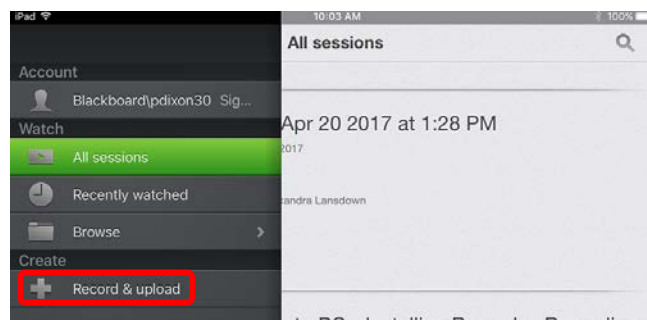 iPad 10:03 AM 100%
All sessions
Account
Blackboard\pdixon30 Sig...
Watch
Apr 20 2017 at 1:28 PM
2017
All sessions
Recently watched
xandra Lansdown
Browse
Create
Record & upload